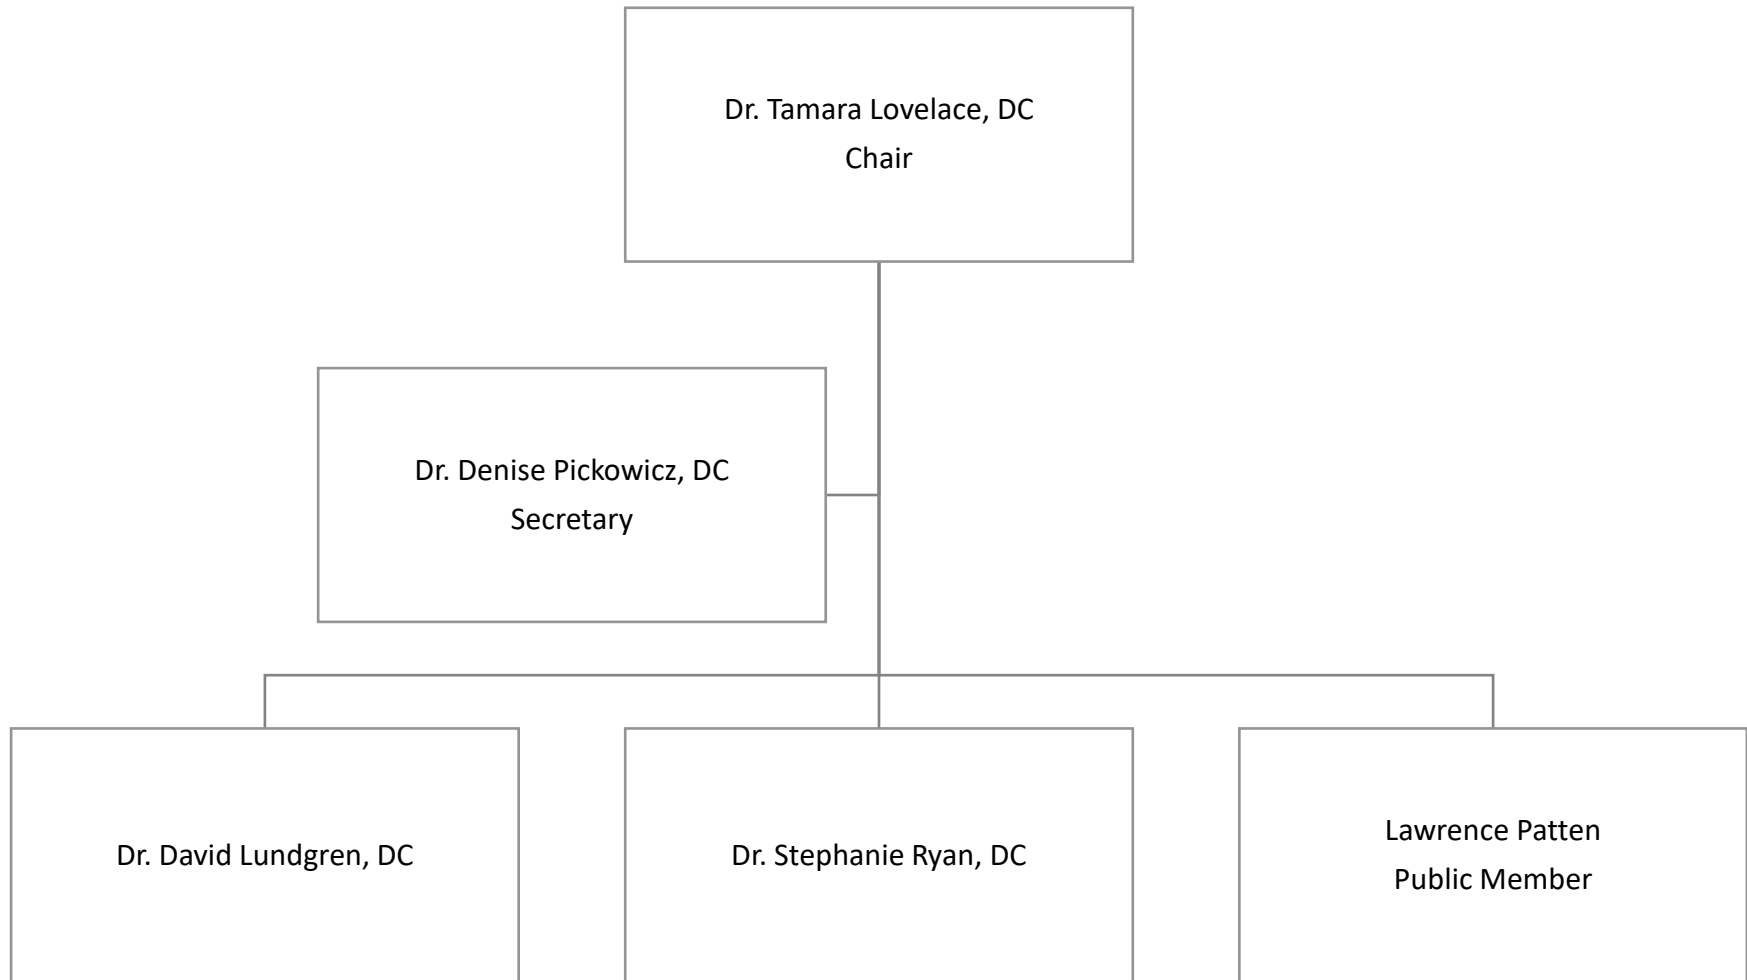 Dr. Tamara Lovelace, DC
Chair
Dr. Denise Pickowicz, DC
Secretary
Dr. David Lundgren, DC
Dr. Stephanie Ryan, DC
Lawrence Patten
Public Member